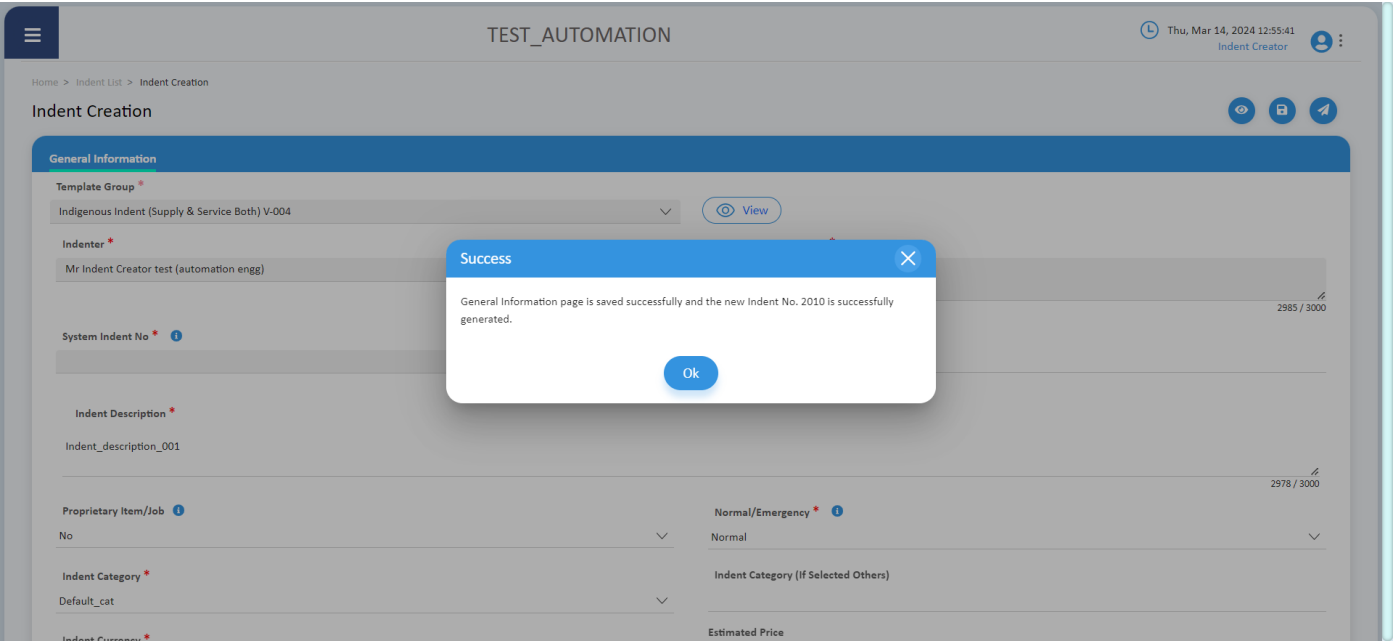 TEST_AUTOMATION
Thu, Mar 14, 2024 12:55:41
Indent Creator
Home > Indent List > Indent Creation
Indent Creation
General Information
Template Group *
Indigenous Indent (Supply & Service Both) V-004
View
Indenter *
Mr Indent Creator test (automation engg)
2985 / 3000
System Indent No *
Success
General Information page is saved successfully and the new Indent No. 2010 is successfully
generated.
Ok
Indent Description *
Indent_description_001
2978 / 3000
Proprietary Item/Job
No
Normal/Emergency *
Normal
Indent Category *
Default_cat
Indent Category (If Selected Others)
Indent Currency *
Estimated Price